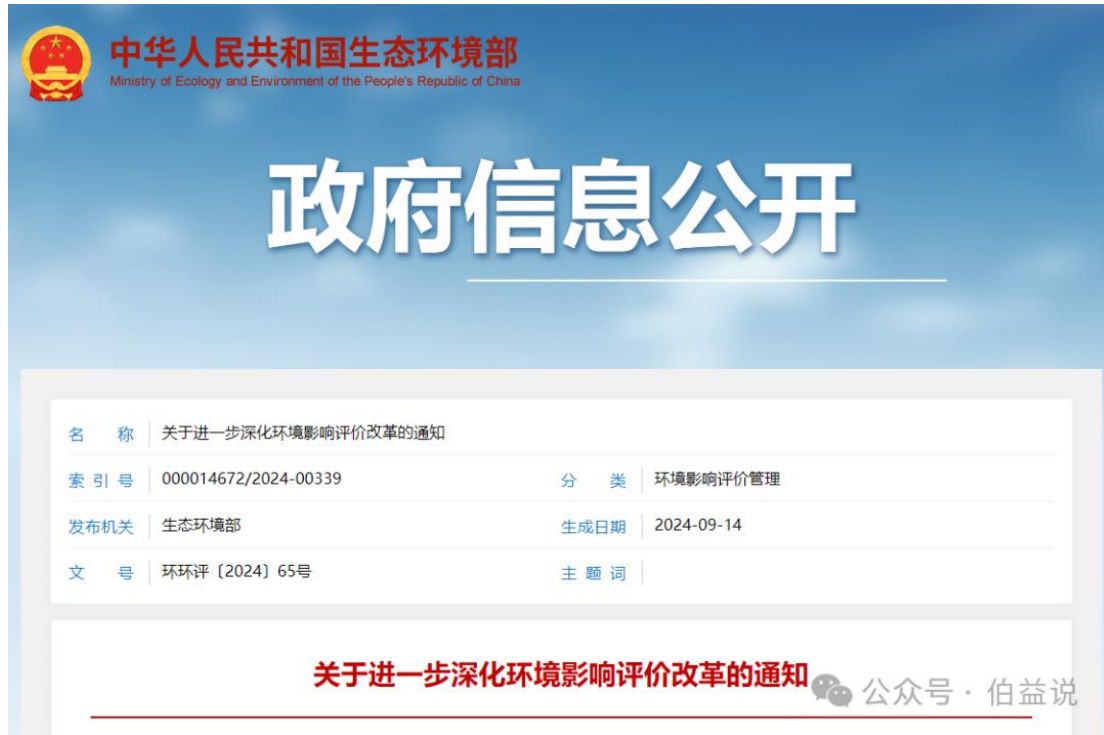 中华人民共和国生态环境部
Ministry of Ecology and Environment of the People's Republic of China
政府信息公开
名 称 关于进一步深化环境影响评价改革的通知
索 引 号 000014672/2024-00339 分 类 环境影响评价管理
发布机关 生态环境部 生成日期 2024-09-14
文 号 环环评〔2024〕65号 主 题 词
关于进一步深化环境影响评价改革的通知
公众号 · 伯益说